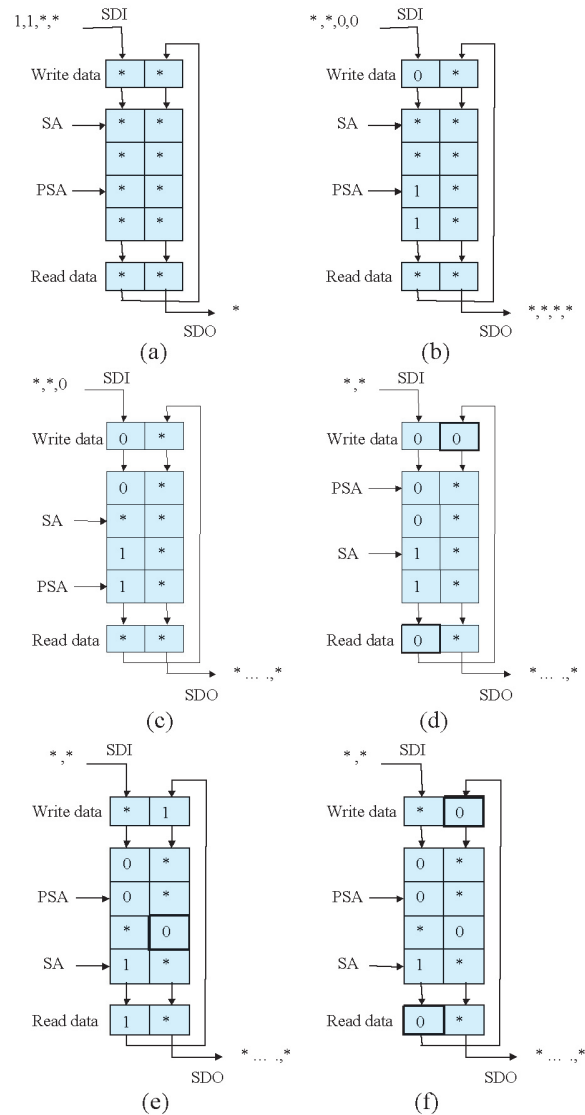 1,1,*,* SDI
Write data * *
SA * *
* *
PSA * *
* *
Read data * *
SDO *
(a)
*,*,0,0 SDI
Write data 0 *
SA * *
* *
PSA 1 *
1 *
Read data * *
SDO *,*,*,*
(b)
*,*,0 SDI
Write data 0 *
0 *
SA * *
1 *
PSA 1 *
Read data * *
SDO *... .,*
(c)
*,* SDI
Write data 0 0
PSA 0 *
0 *
SA 1 *
1 *
Read data 0 *
SDO *... .,*
(d)
*,* SDI
Write data * 1
0 *
PSA 0 *
* 0
SA 1 *
Read data 1 *
SDO *... .,*
(e)
*,* SDI
Write data * 0
0 *
PSA 0 *
* 0
SA 1 *
Read data 0 *
SDO *... .,*
(f)